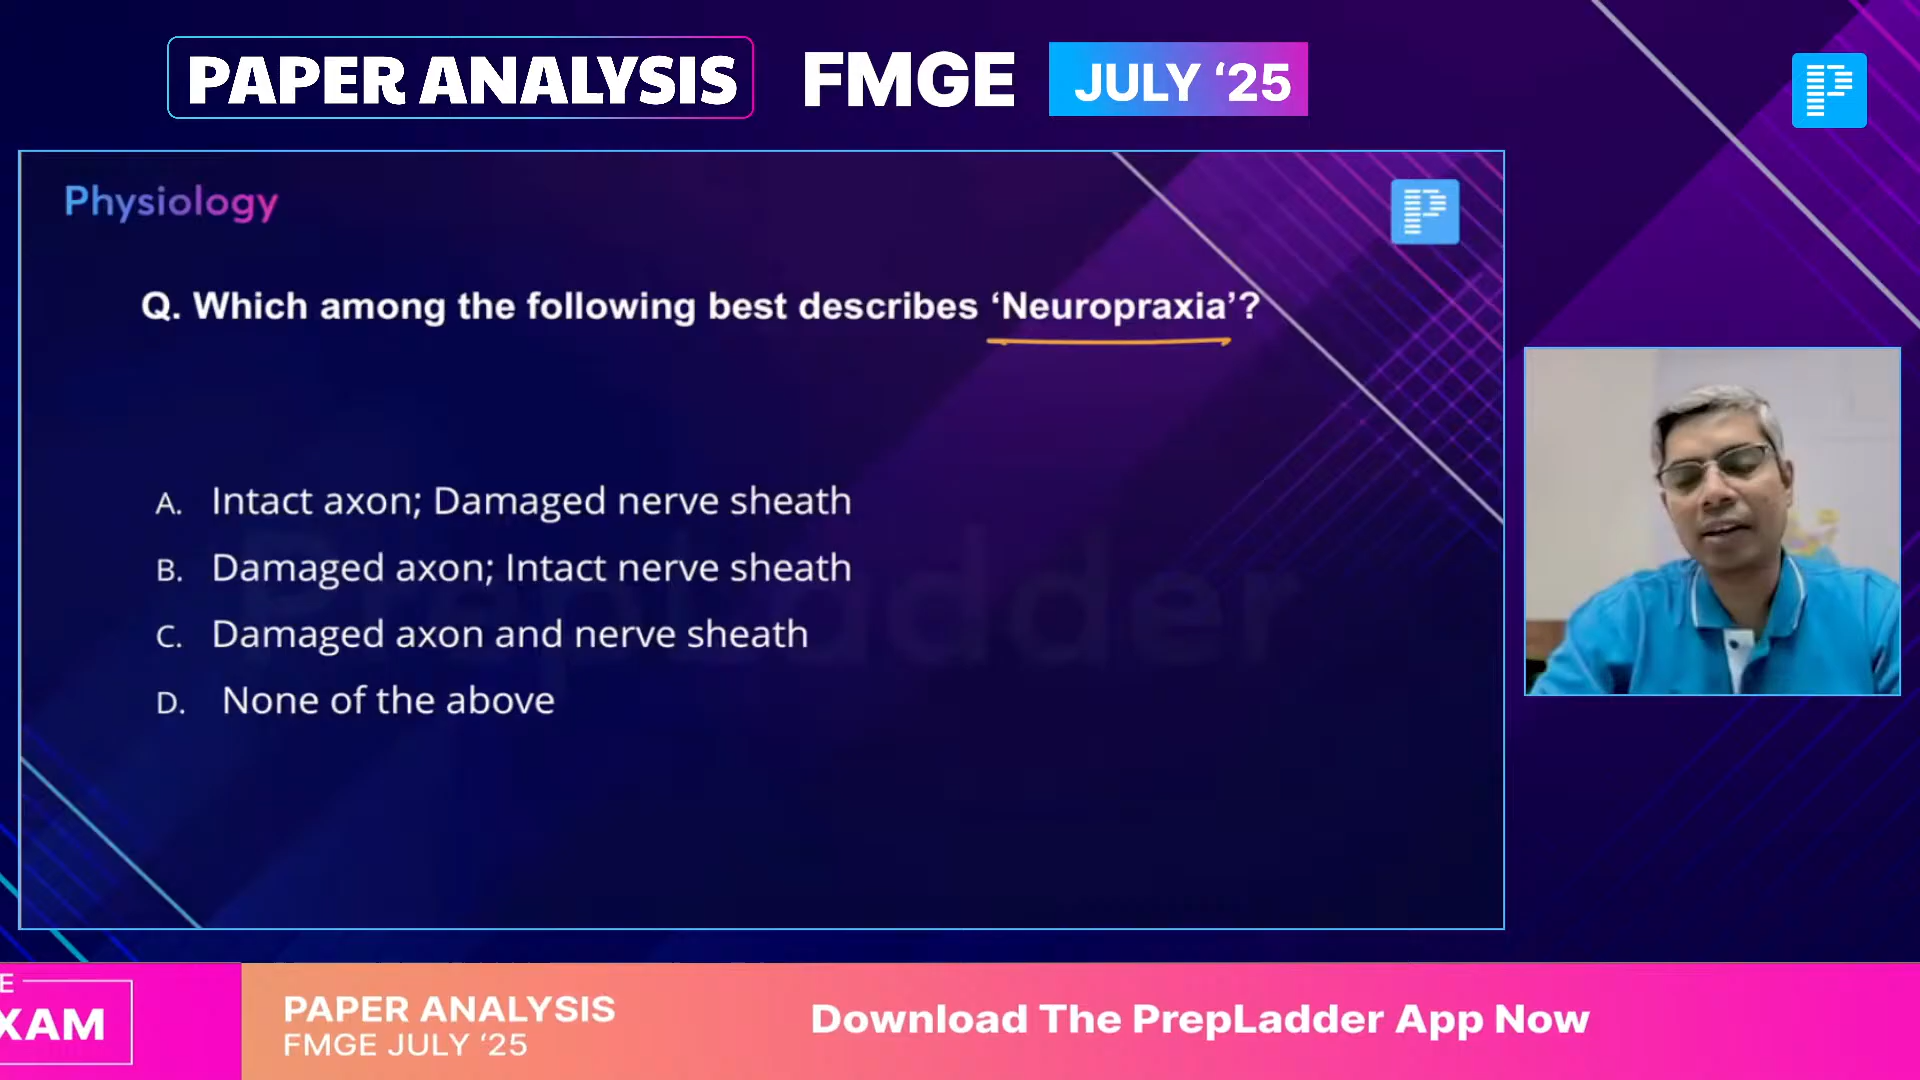 PAPER ANALYSIS FMGE JULY ‘25
Physiology
Q. Which among the following best describes ‘Neuropraxia’?
A. Intact axon; Damaged nerve sheath
B. Damaged axon; Intact nerve sheath
C. Damaged axon and nerve sheath
D. None of the above
PrepLadder
E
XAM
PAPER ANALYSIS
FMGE JULY ‘25
Download The PrepLadder App Now